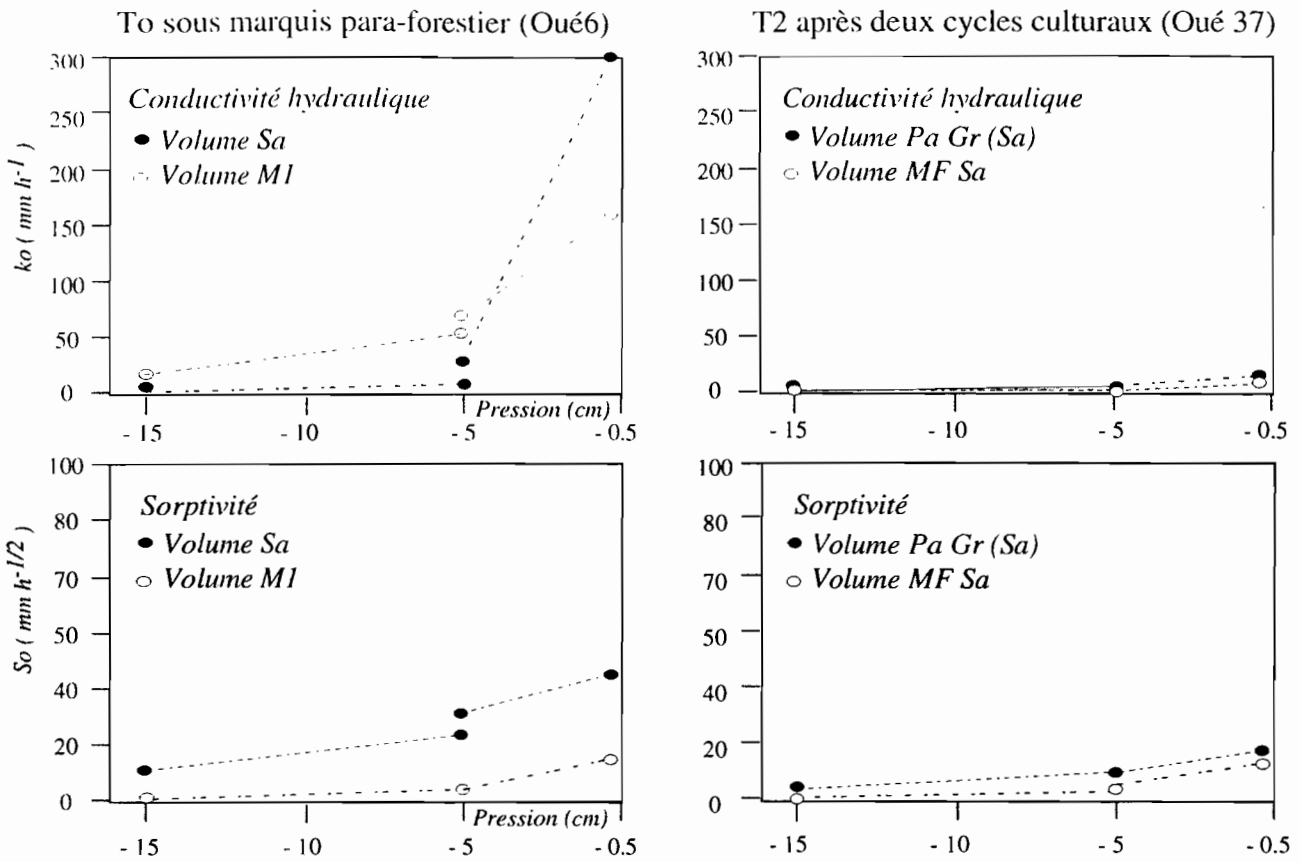 To sous marquis para-forestier (Oué6)
300
250
200
150
100
50
0
ko ( mm h-1 )
Conductivité hydraulique
Volume Sa
Volume M1
Pression (cm)
- 15
- 10
- 5
- 0.5
T2 après deux cycles culturaux (Oué 37)
300
250
200
150
100
50
0
Conductivité hydraulique
Volume Pa Gr (Sa)
Volume MF Sa
- 15
- 10
- 5
- 0.5
100
80
70
50
40
20
0
So ( mm h-1/2 )
Sorptivité
Volume Sa
Volume M1
Pression (cm)
- 15
- 10
- 5
- 0.5
100
80
70
50
40
20
0
Sorptivité
Volume Pa Gr (Sa)
Volume MF Sa
- 15
- 10
- 5
- 0.5